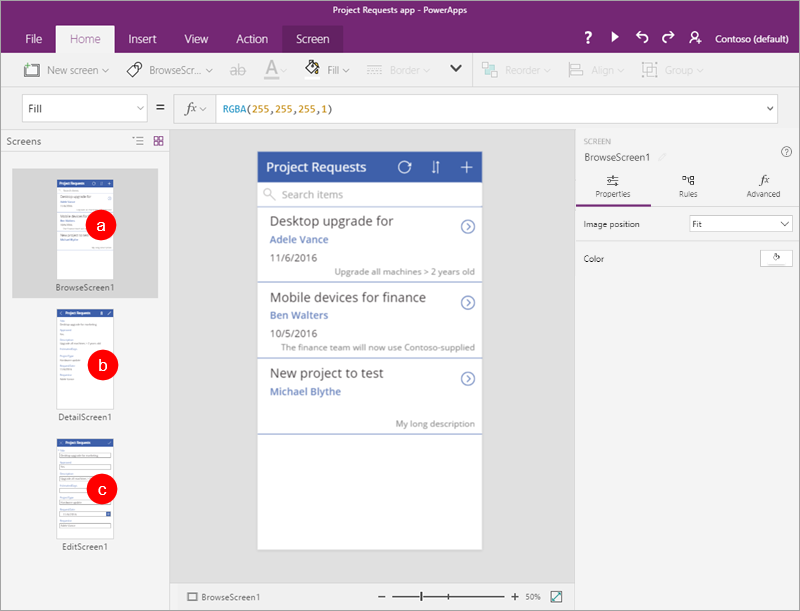 Project Requests app - PowerApps
File Home Insert View Action Screen ? Contoso (default)
New screen BrowseScr... ab A Fill Border Reorder Align Group
Fill = fx RGBA(255,255,255,1)
Screens
a
BrowseScreen1
b
DetailScreen1
c
EditScreen1
Project Requests
Search items
Desktop upgrade for
Adele Vance
11/6/2016
Upgrade all machines > 2 years old
Mobile devices for finance
Ben Walters
10/5/2016
The finance team will now use Contoso-supplied
New project to test
Michael Blythe
My long description
BrowseScreen1 50%
SCREEN
BrowseScreen1
?
Properties Rules fx Advanced
Image position Fit
Color